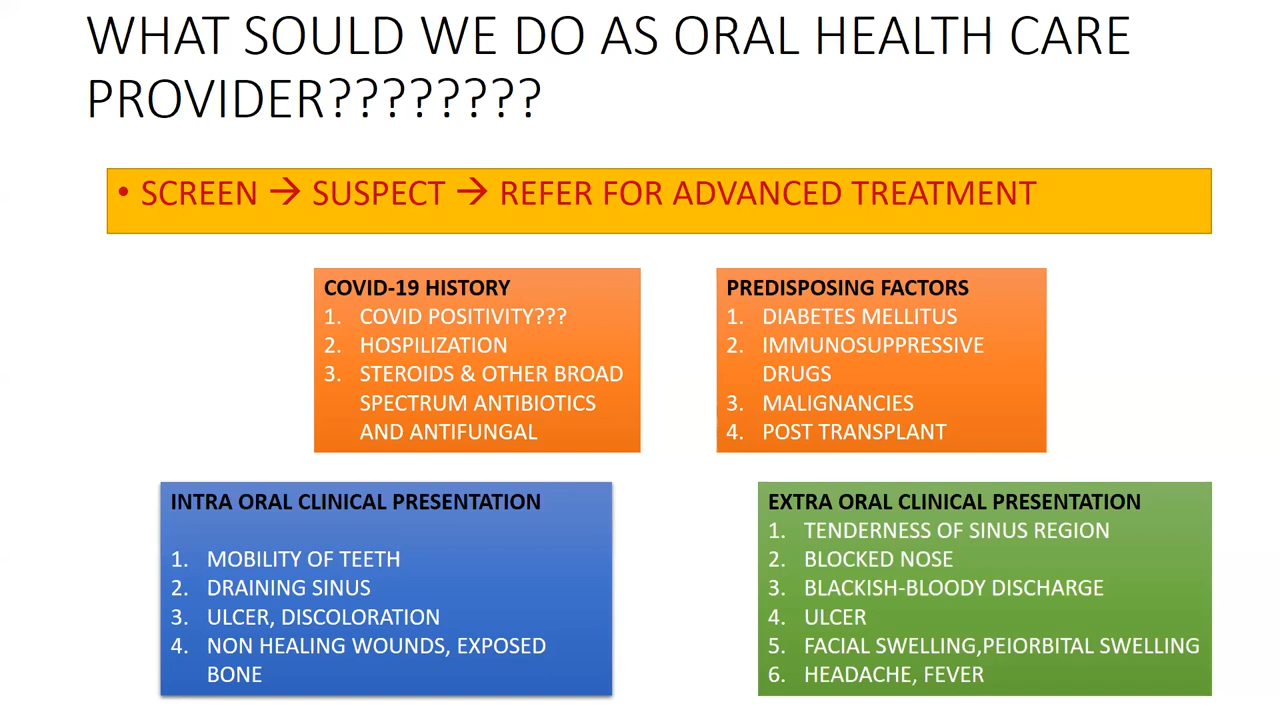 WHAT SOULD WE DO AS ORAL HEALTH CARE
PROVIDER????????
• SCREEN → SUSPECT → REFER FOR ADVANCED TREATMENT
COVID-19 HISTORY
1. COVID POSITIVITY???
2. HOSPILIZATION
3. STEROIDS & OTHER BROAD
SPECTRUM ANTIBIOTICS
AND ANTIFUNGAL
PREDISPOSING FACTORS
1. DIABETES MELLITUS
2. IMMUNOSUPPRESSIVE
DRUGS
3. MALIGNANCIES
4. POST TRANSPLANT
INTRA ORAL CLINICAL PRESENTATION
1. MOBILITY OF TEETH
2. DRAINING SINUS
3. ULCER, DISCOLORATION
4. NON HEALING WOUNDS, EXPOSED
BONE
EXTRA ORAL CLINICAL PRESENTATION
1. TENDERNESS OF SINUS REGION
2. BLOCKED NOSE
3. BLACKISH-BLOODY DISCHARGE
4. ULCER
5. FACIAL SWELLING,PEIORBITAL SWELLING
6. HEADACHE, FEVER